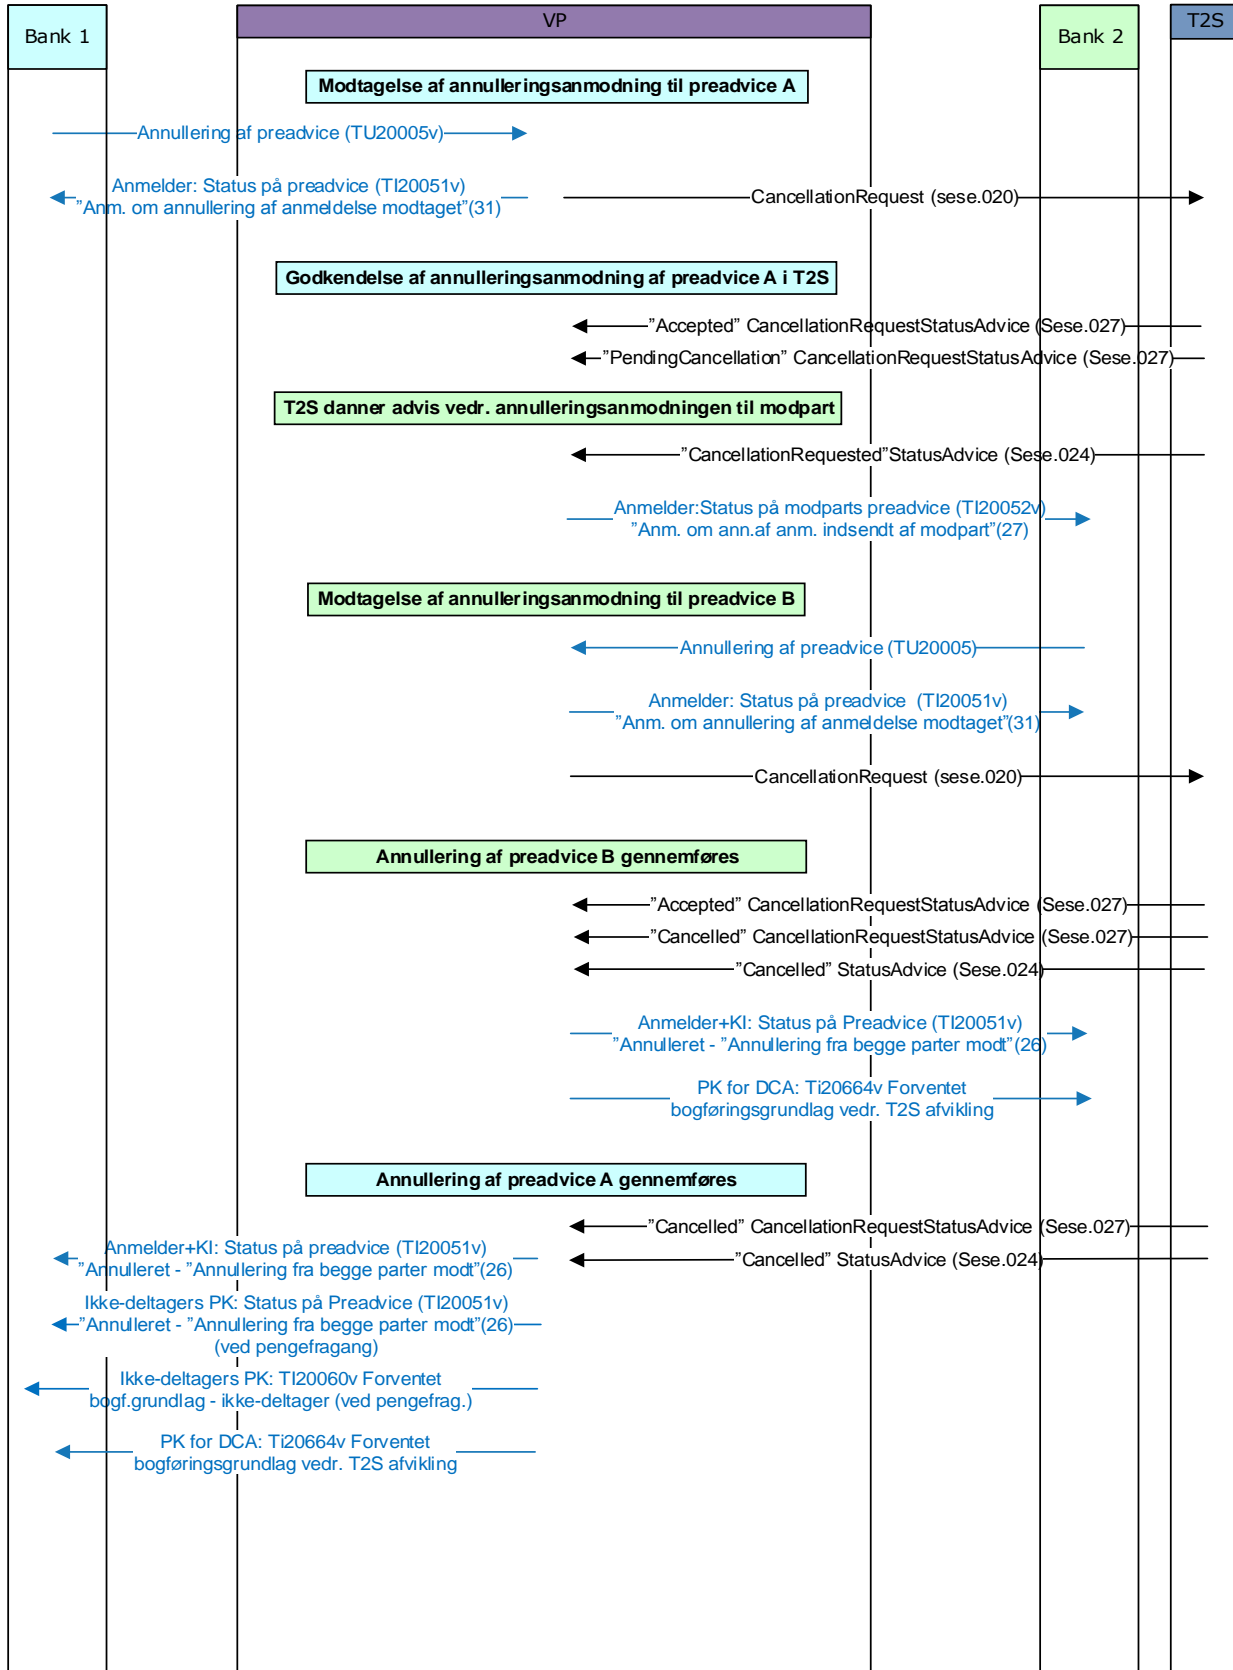 Bank 1
VP
Bank 2
T2S
Modtagelse af annulleringsanmodning til preadvice A
Annullering af preadvice (TU20005v)
Anmelder: Status på preadvice (TI20051v)
”Anm. om annullering af anmeldelse modtaget”(31)
CancellationRequest (sese.020)
Godkendelse af annulleringsanmodning af preadvice A i T2S
”Accepted” CancellationRequestStatusAdvice (Sese.027)
”PendingCancellation” CancellationRequestStatusAdvice (Sese.027)
T2S danner advis vedr. annulleringsanmodningen til modpart
”CancellationRequested”StatusAdvice (Sese.024)
Anmelder:Status på modparts preadvice (TI20052v)
”Anm. om ann.af anm. indsendt af modpart”(27)
Modtagelse af annulleringsanmodning til preadvice B
Annullering af preadvice (TU20005)
Anmelder: Status på preadvice  (TI20051v)
”Anm. om annullering af anmeldelse modtaget”(31)
CancellationRequest (sese.020)
Annullering af preadvice B gennemføres
”Accepted” CancellationRequestStatusAdvice (Sese.027)
”Cancelled” CancellationRequestStatusAdvice (Sese.027)
”Cancelled” StatusAdvice (Sese.024)
Anmelder+KI: Status på Preadvice (TI20051v)
”Annulleret - ”Annullering fra begge parter modt”(26)
PK for DCA: Ti20664v Forventet
bogføringsgrundlag vedr. T2S afvikling
Annullering af preadvice A gennemføres
”Cancelled” CancellationRequestStatusAdvice (Sese.027)
Anmelder+KI: Status på preadvice (TI20051v)
”Annulleret - ”Annullering fra begge parter modt”(26)
”Cancelled” StatusAdvice (Sese.024)
Ikke-deltagers PK: Status på Preadvice (TI20051v)
”Annulleret - ”Annullering fra begge parter modt”(26)
(ved pengefragang)
Ikke-deltagers PK: TI20060v Forventet
bogf.grundlag - ikke-deltager (ved pengefrag.)
PK for DCA: Ti20664v Forventet
bogføringsgrundlag vedr. T2S afvikling